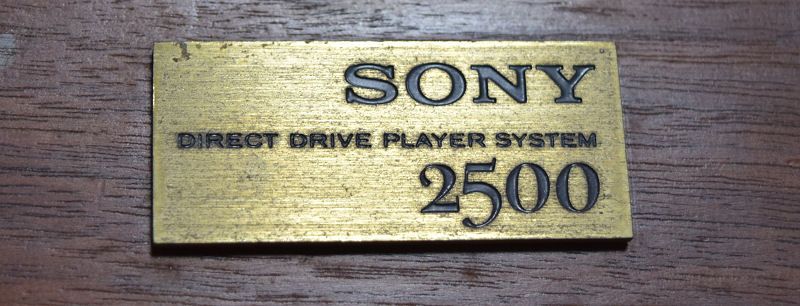 SONY
DIRECT DRIVE PLAYER SYSTEM
2500